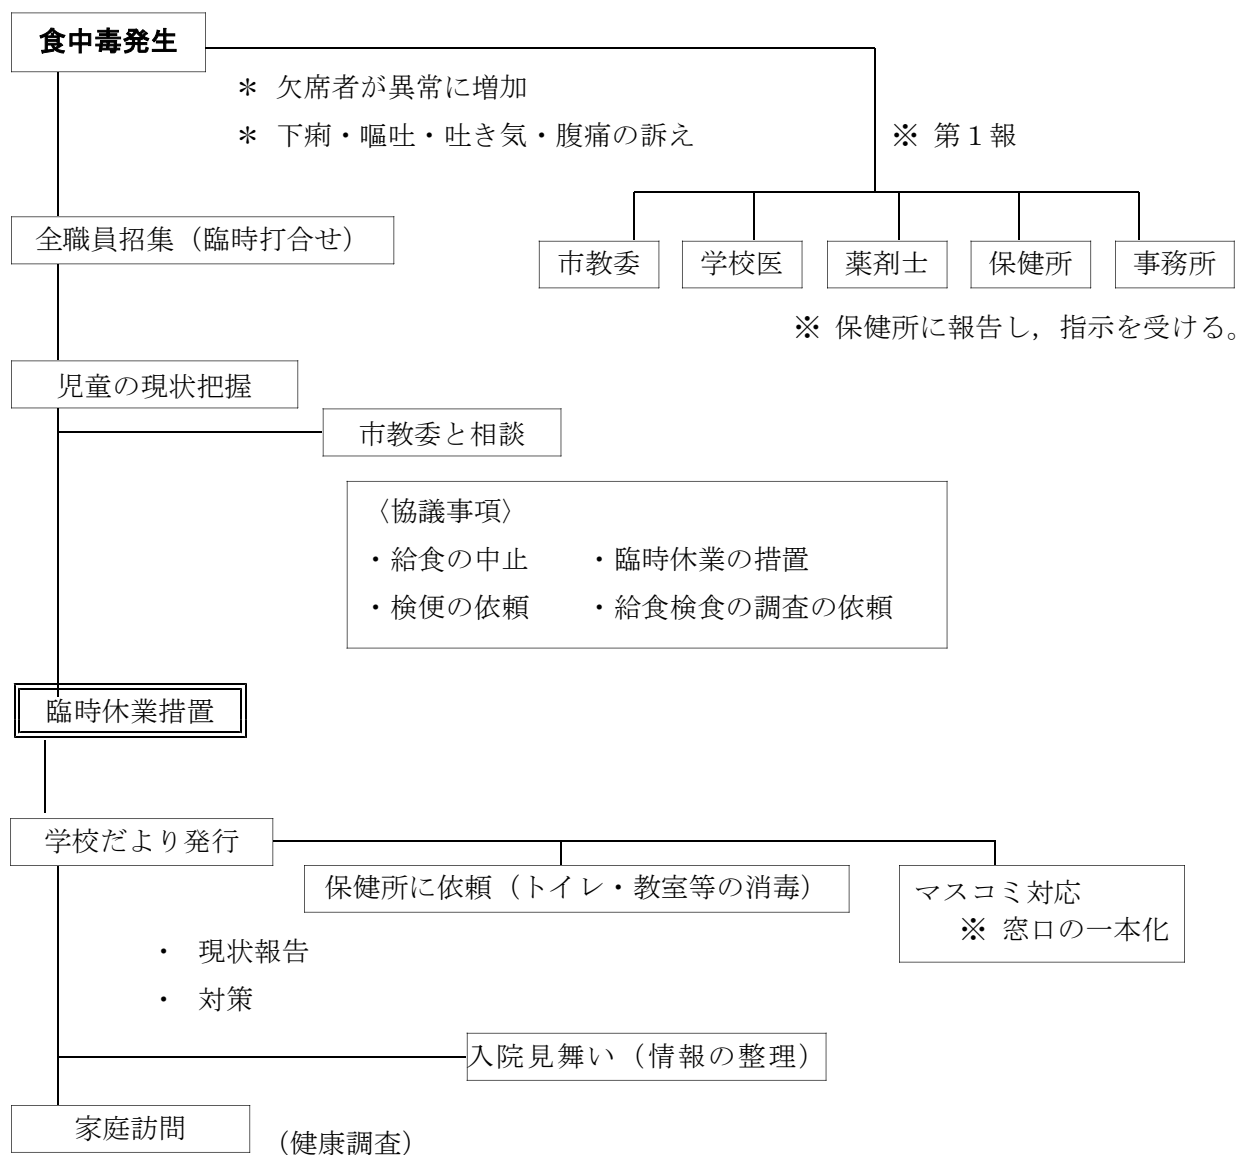 食中毒発生
＊ 欠席者が異常に増加
＊ 下痢・嘔吐・吐き気・腹痛の訴え
※ 第１報
全職員招集（臨時打合せ）
市教委
学校医
薬剤士
保健所
事務所
※ 保健所に報告し，指示を受ける。
児童の現状把握
市教委と相談
〈協議事項〉
・給食の中止　　・臨時休業の措置
・検便の依頼　　・給食検食の調査の依頼
臨時休業措置
学校だより発行
保健所に依頼（トイレ・教室等の消毒）
マスコミ対応
※ 窓口の一本化
・ 現状報告
・ 対策
入院見舞い（情報の整理）
家庭訪問
（健康調査）